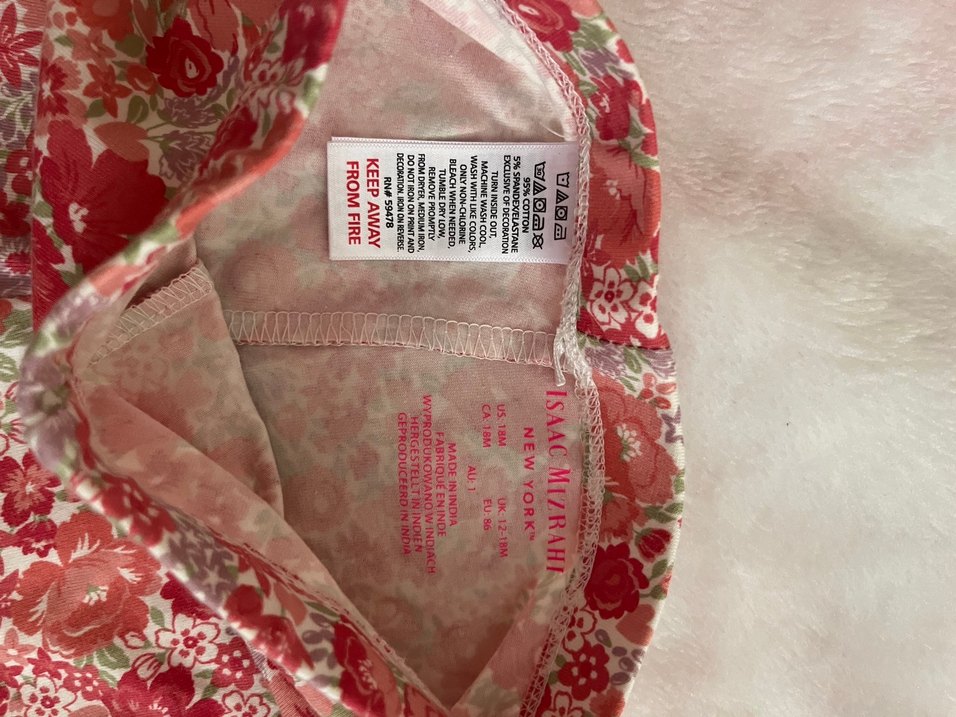 95% COTTON
5% SPANDEX/ELASTANE
EXCLUSIVE OF DECORATION
TURN INSIDE OUT,
MACHINE WASH COOL,
WASH WITH LIKE COLORS,
ONLY NON-CHLORINE
BLEACH WHEN NEEDED,
TUMBLE DRY LOW,
REMOVE PROMPTLY
FROM DRYER, MEDIUM IRON,
DO NOT IRON ON PRINT AND
DECORATION. IRON ON REVERSE.
RN# 59478
KEEP AWAY
FROM FIRE
ISAAC MIZRAHI
NEW YORK™
US: 18M UK: 12-18M
CA: 18M EU: 86
AU: 1
MADE IN INDIA
FABRIQUÉ EN INDE
WYPRODUKOWANO W INDIACH
HERGESTELLT IN INDIEN
GEPRODUCEERD IN INDIA